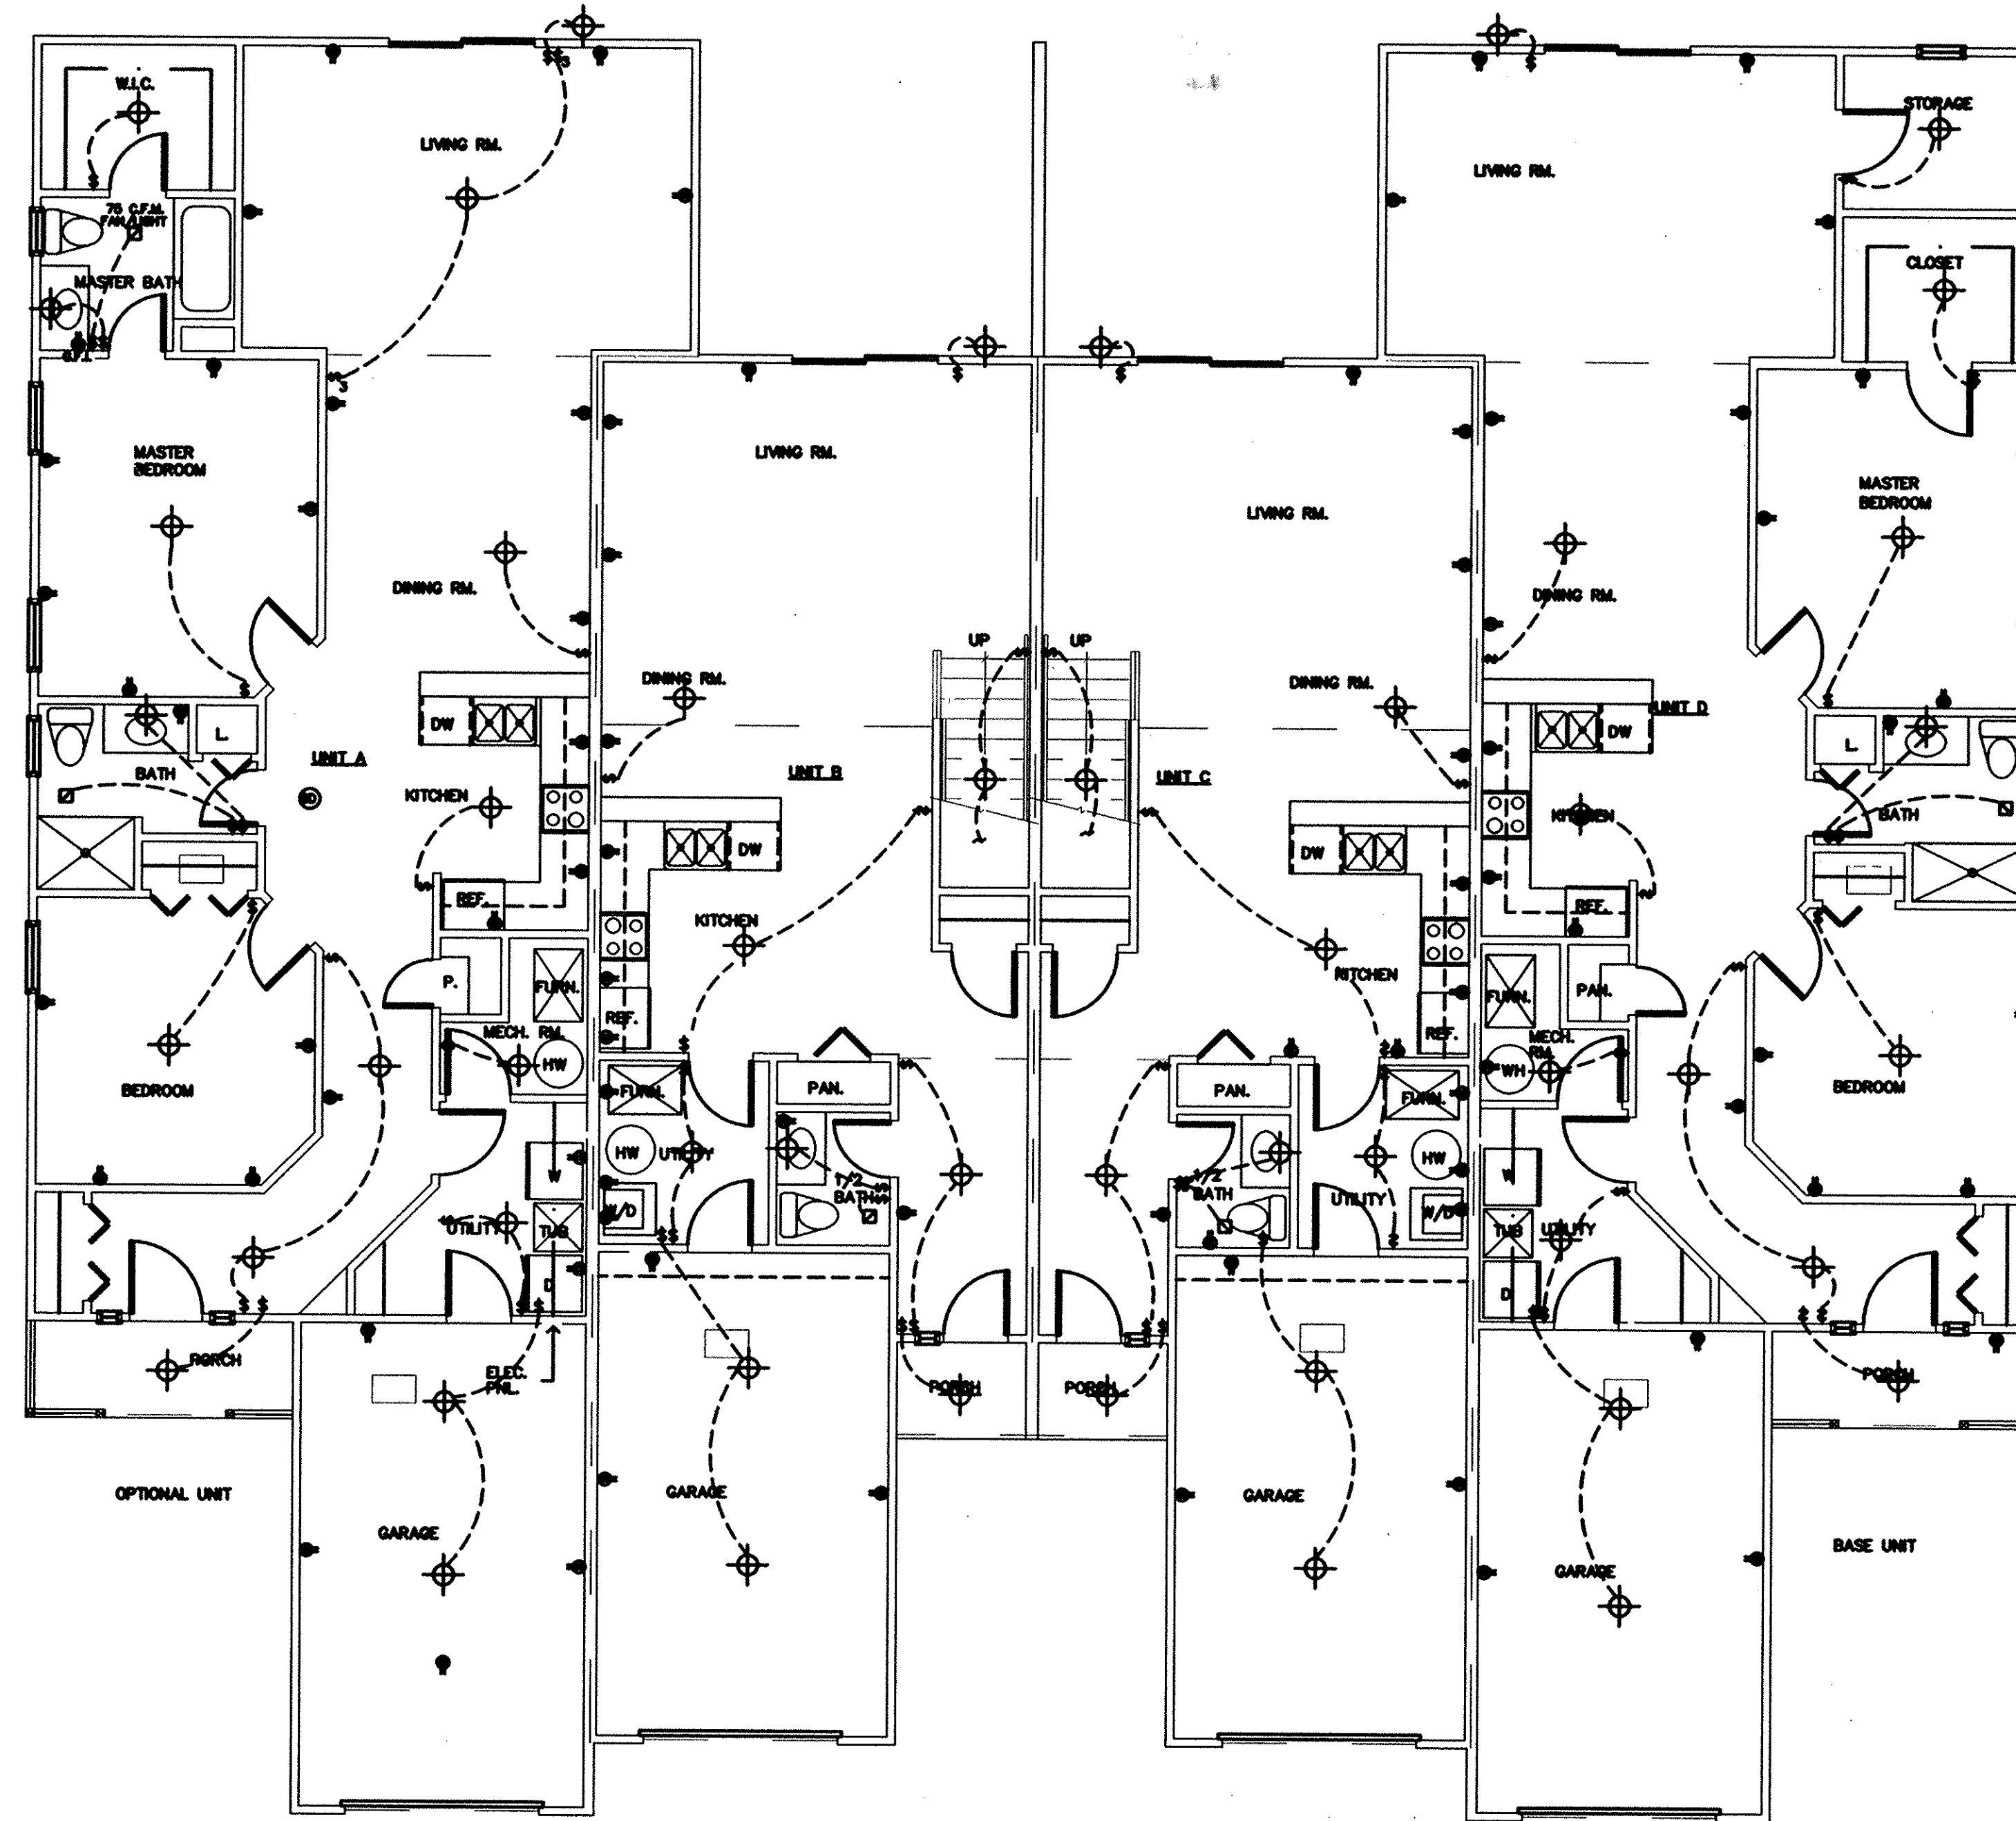 W.I.C.
LIVING RM.
75 C.F.M.
FAN/LIGHT
MASTER BATH
G.F.I.
3
3
MASTER
BEDROOM
DINING RM.
DW
L.
BATH
UNIT A
SD
KITCHEN
REF.
P.
FURN.
MECH. RM.
HW
BEDROOM
W
UTILITY
TUB
D
PORCH
ELEC.
PNL.
OPTIONAL UNIT
GARAGE
LIVING RM.
UP
DINING RM.
UNIT B
DW
KITCHEN
REF.
FURN.
PAN.
HW
UTILITY
1/2
BATH
W/D
PORCH
GARAGE
LIVING RM.
UP
DINING RM.
UNIT C
DW
KITCHEN
REF.
PAN.
FURN.
HW
1/2
BATH
UTILITY
W/D
PORCH
GARAGE
LIVING RM.
STORAGE
CLOSET
MASTER
BEDROOM
DINING RM.
UNIT D
DW
L.
KITCHEN
BATH
REF.
FURN.
PAN.
MECH.
RM.
WH
BEDROOM
W
TUB
UTILITY
D
PORCH
GARAGE
BASE UNIT